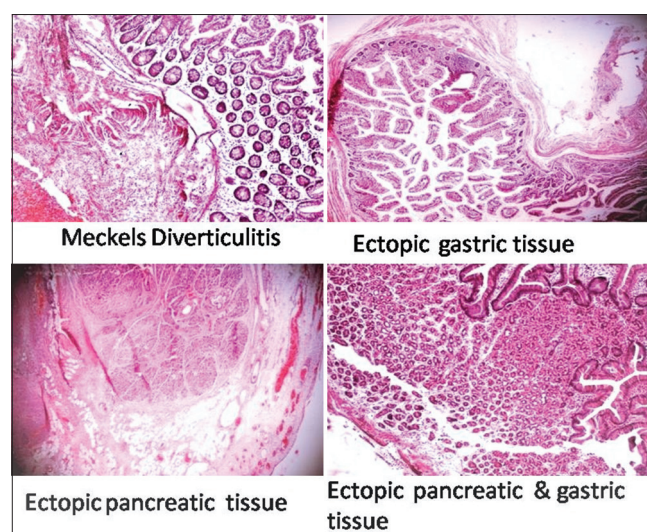 Meckels Diverticulitis
Ectopic gastric tissue
Ectopic pancreatic tissue
Ectopic pancreatic & gastric
tissue